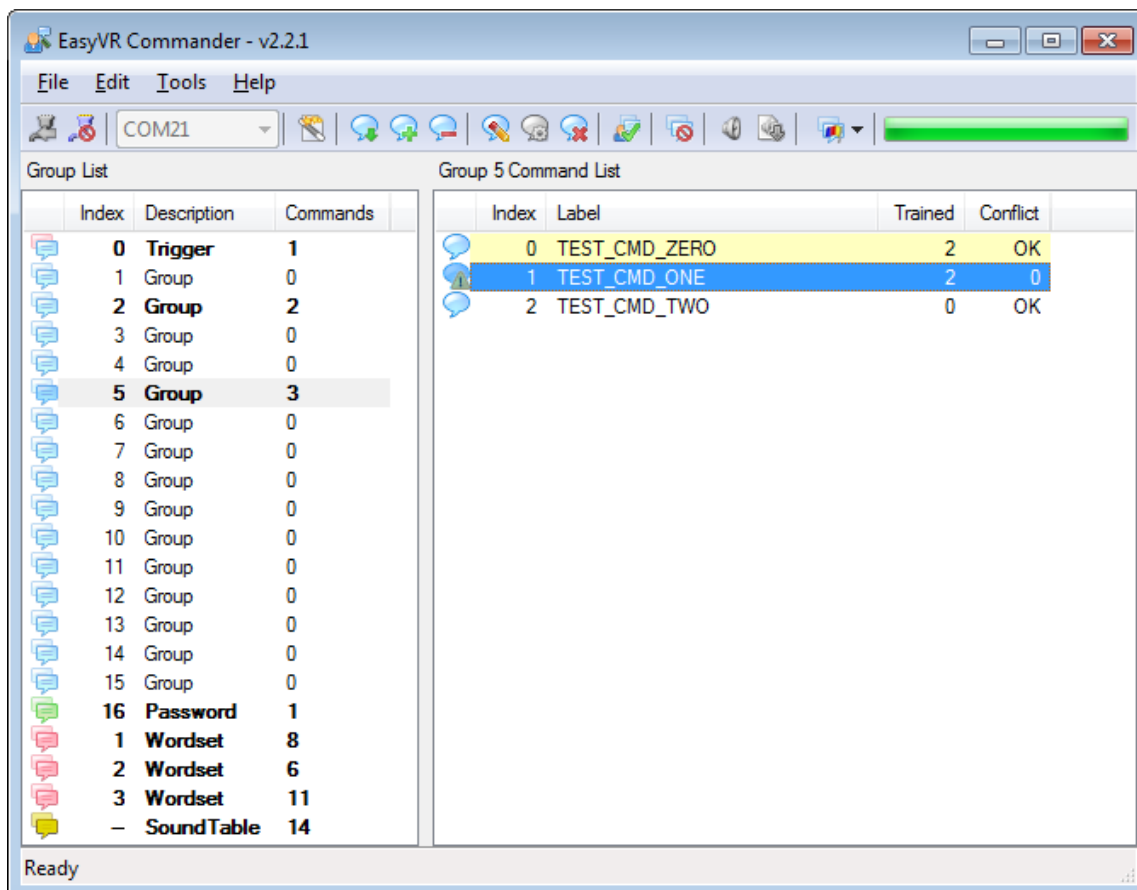 EasyVR Commander - v2.2.1
File Edit Tools Help
COM21
Group List
Index Description Commands
0 Trigger 1
1 Group 0
2 Group 2
3 Group 0
4 Group 0
5 Group 3
6 Group 0
7 Group 0
8 Group 0
9 Group 0
10 Group 0
11 Group 0
12 Group 0
13 Group 0
14 Group 0
15 Group 0
16 Password 1
1 Wordset 8
2 Wordset 6
3 Wordset 11
– SoundTable 14
Group 5 Command List
Index Label Trained Conflict
0 TEST_CMD_ZERO 2 OK
1 TEST_CMD_ONE 2 0
2 TEST_CMD_TWO 0 OK
Ready